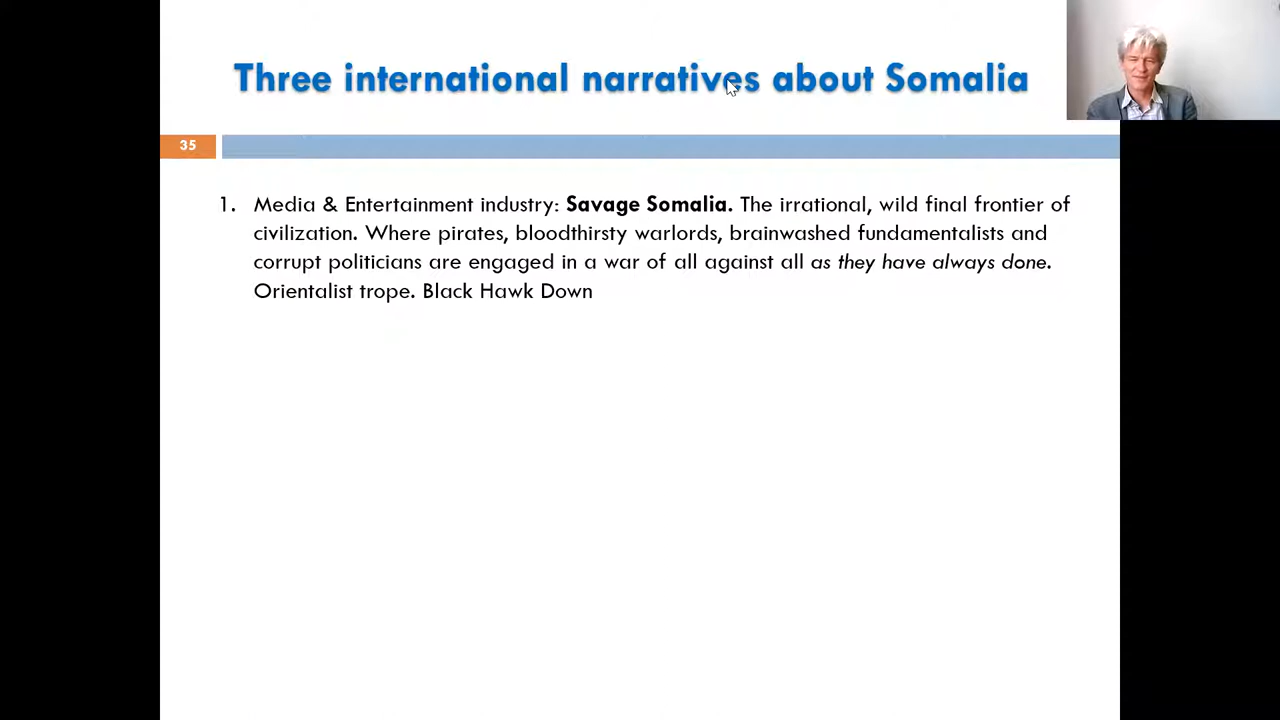 Three international narratives about Somalia
35
1. Media & Entertainment industry: Savage Somalia. The irrational, wild final frontier of
civilization. Where pirates, bloodthirsty warlords, brainwashed fundamentalists and
corrupt politicians are engaged in a war of all against all as they have always done.
Orientalist trope. Black Hawk Down